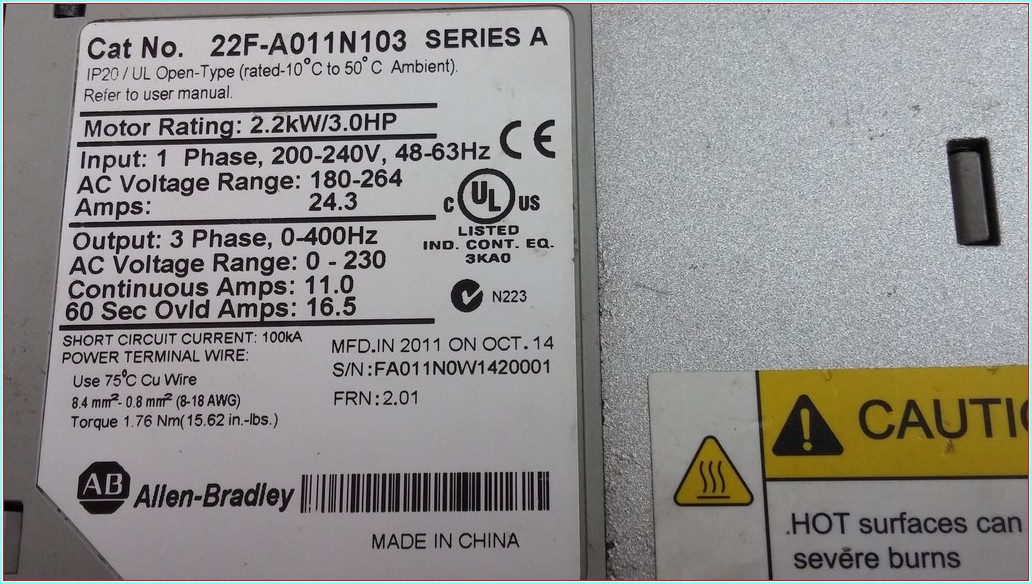 Cat No. 22F-A011N103 SERIES A
IP20 / UL Open-Type (rated-10°C to 50°C Ambient).
Refer to user manual.
Motor Rating: 2.2kW/3.0HP
Input: 1 Phase, 200-240V, 48-63Hz
AC Voltage Range: 180-264
Amps: 24.3
CE
C UL US
LISTED
IND. CONT. EQ.
3KA0
Output: 3 Phase, 0-400Hz
AC Voltage Range: 0 - 230
Continuous Amps: 11.0
60 Sec Ovld Amps: 16.5
N223
SHORT CIRCUIT CURRENT: 100kA
POWER TERMINAL WIRE:
Use 75°C Cu Wire
8.4 mm²- 0.8 mm² (8-18 AWG)
Torque 1.76 Nm(15.62 in.-lbs.)
MFD.IN 2011 ON OCT.14
S/N:FA011N0W1420001
FRN:2.01
AB Allen-Bradley
MADE IN CHINA
CAUTI
.HOT surfaces can
severe burns